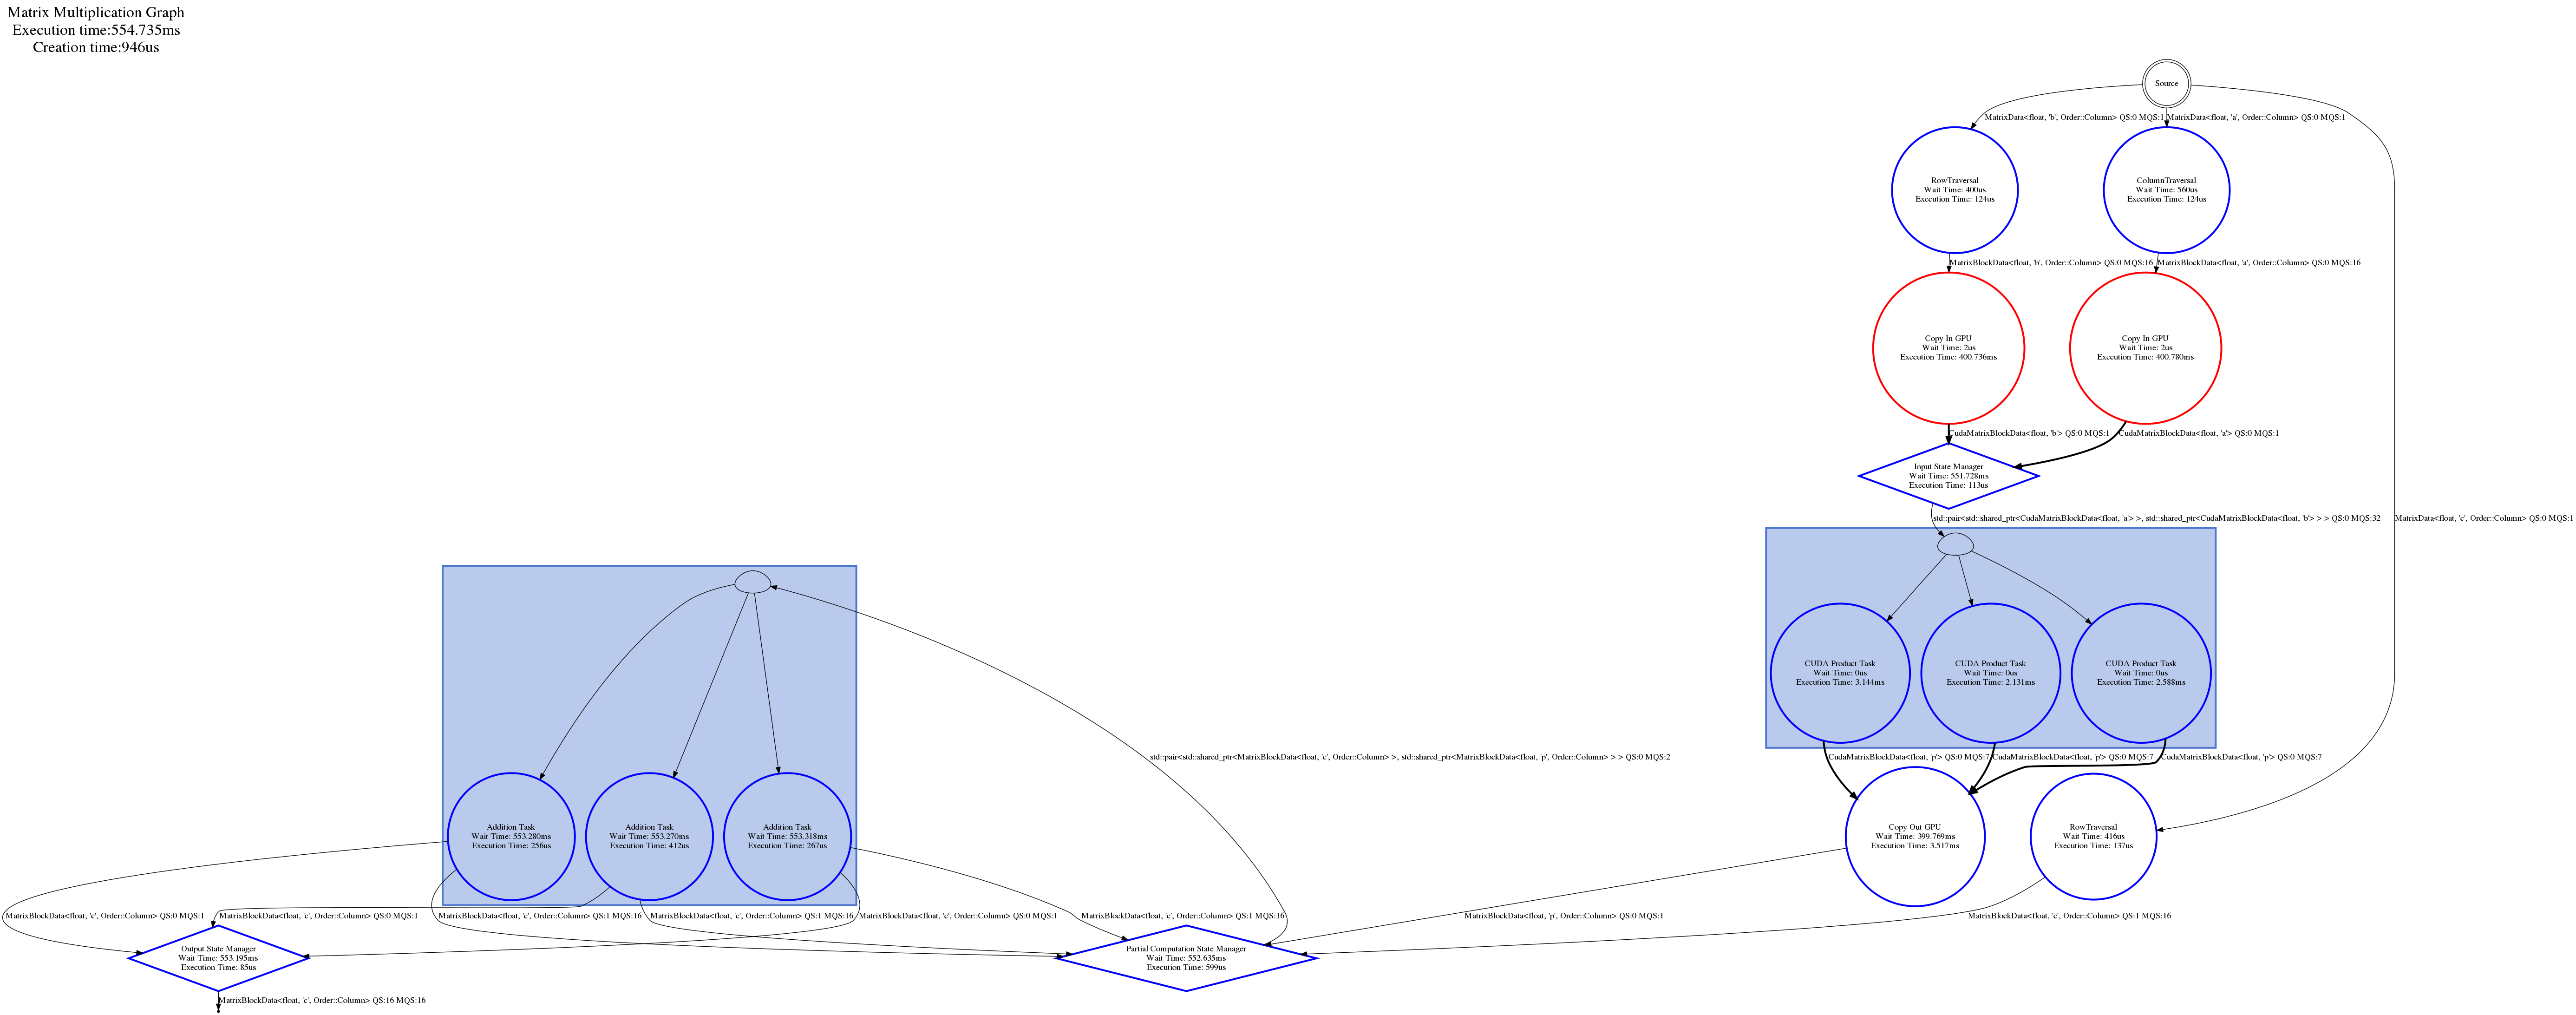 Matrix Multiplication Graph
Execution time:554.735ms
Creation time:946us
Source
MatrixData<float, 'b', Order::Column> QS:0 MQS:1
MatrixData<float, 'a', Order::Column> QS:0 MQS:1
RowTraversal
Wait Time: 400us
Execution Time: 124us
ColumnTraversal
Wait Time: 560us
Execution Time: 124us
MatrixBlockData<float, 'b', Order::Column> QS:0 MQS:16
MatrixBlockData<float, 'a', Order::Column> QS:0 MQS:16
Copy In GPU
Wait Time: 2us
Execution Time: 400.736ms
Copy In GPU
Wait Time: 2us
Execution Time: 400.780ms
CudaMatrixBlockData<float, 'b'> QS:0 MQS:1
CudaMatrixBlockData<float, 'a'> QS:0 MQS:1
Input State Manager
Wait Time: 551.728ms
Execution Time: 113us
std::pair<std::shared_ptr<CudaMatrixBlockData<float, 'a'> >, std::shared_ptr<CudaMatrixBlockData<float, 'b'> > > QS:0 MQS:32
MatrixData<float, 'c', Order::Column> QS:0 MQS:1
CUDA Product Task
Wait Time: 0us
Execution Time: 3.144ms
CUDA Product Task
Wait Time: 0us
Execution Time: 2.131ms
CUDA Product Task
Wait Time: 0us
Execution Time: 2.588ms
std::pair<std::shared_ptr<MatrixBlockData<float, 'c', Order::Column> >, std::shared_ptr<MatrixBlockData<float, 'p', Order::Column> > > QS:0 MQS:2
CudaMatrixBlockData<float, 'p'> QS:0 MQS:7
CudaMatrixBlockData<float, 'p'> QS:0 MQS:7
CudaMatrixBlockData<float, 'p'> QS:0 MQS:7
Addition Task
Wait Time: 553.280ms
Execution Time: 256us
Addition Task
Wait Time: 553.270ms
Execution Time: 412us
Addition Task
Wait Time: 553.318ms
Execution Time: 267us
Copy Out GPU
Wait Time: 399.769ms
Execution Time: 3.517ms
RowTraversal
Wait Time: 416us
Execution Time: 137us
MatrixBlockData<float, 'c', Order::Column> QS:0 MQS:1
MatrixBlockData<float, 'c', Order::Column> QS:0 MQS:1
MatrixBlockData<float, 'c', Order::Column> QS:1 MQS:16
MatrixBlockData<float, 'c', Order::Column> QS:1 MQS:16
MatrixBlockData<float, 'c', Order::Column> QS:0 MQS:1
MatrixBlockData<float, 'c', Order::Column> QS:1 MQS:16
MatrixBlockData<float, 'p', Order::Column> QS:0 MQS:1
MatrixBlockData<float, 'c', Order::Column> QS:1 MQS:16
Output State Manager
Wait Time: 553.195ms
Execution Time: 85us
Partial Computation State Manager
Wait Time: 552.635ms
Execution Time: 599us
MatrixBlockData<float, 'c', Order::Column> QS:16 MQS:16